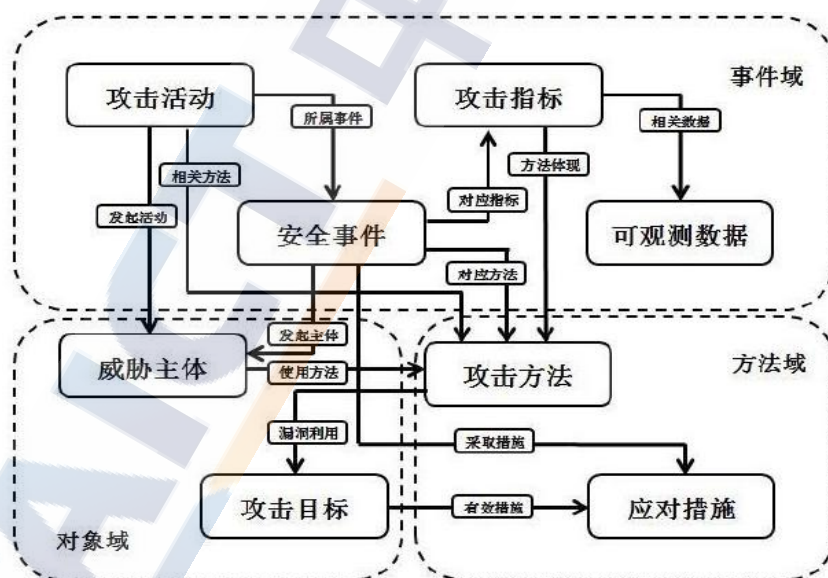 事件域
攻击活动
攻击指标
所属事件
相关数据
相关方法
方法体现
发起活动
对应指标
安全事件
可观测数据
对应方法
发起主体
威胁主体
使用方法
攻击方法
方法域
漏洞利用
采取措施
攻击目标
有效措施
应对措施
对象域